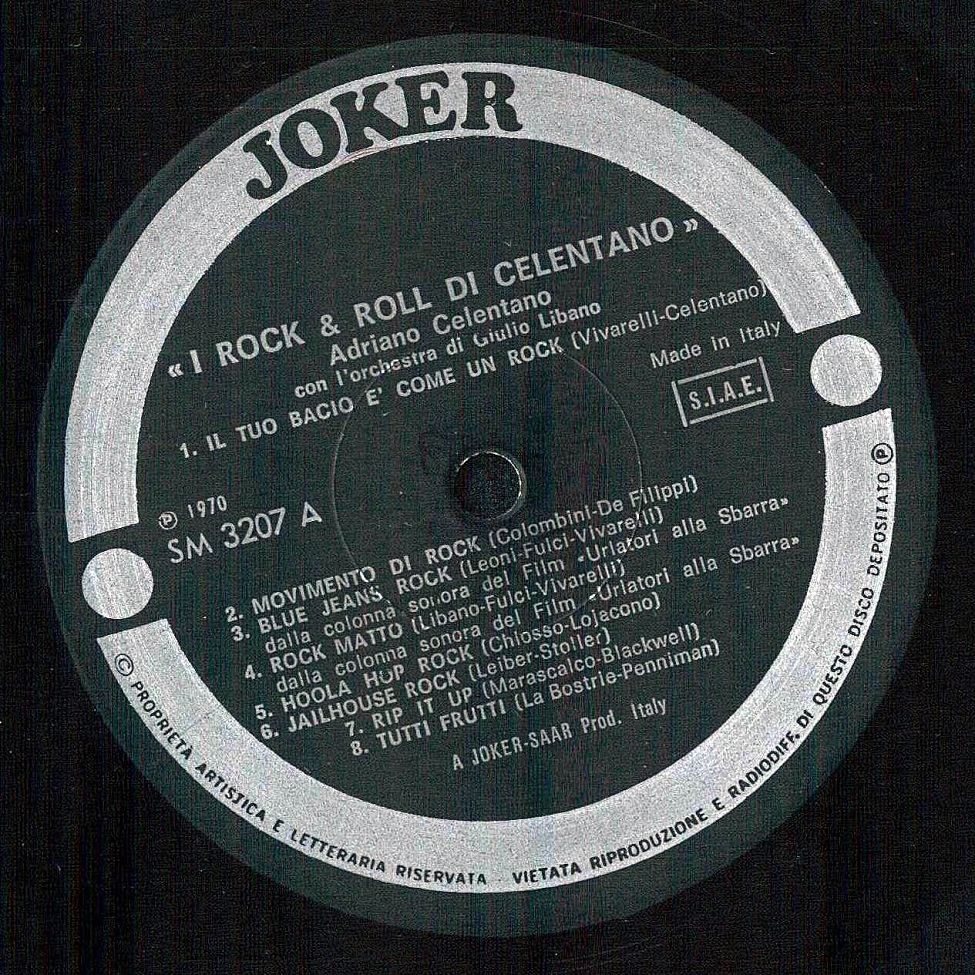 JOKER
«I ROCK & ROLL DI CELENTANO»
Adriano Celentano
con l'orchestra di Giulio Libano
1. IL TUO BACIO E' COME UN ROCK (Vivarelli-Celentano)
Made in Italy
S.I.A.E.
℗ 1970
SM 3207 A
2. MOVIMENTO DI ROCK (Colombini-De Filippi)
3. BLUE JEANS ROCK (Leoni-Fulci-Vivarelli)
dalla colonna sonora del Film «Urlatori alla Sbarra»
4. ROCK MATTO (Libano-Fulci-Vivarelli)
dalla colonna sonora del Film «Urlatori alla Sbarra»
5. HOOLA HOP ROCK (Chiosso-Lojacono)
6. JAILHOUSE ROCK (Leiber-Stoller)
7. RIP IT UP (Marascalco-Blackwell)
8. TUTTI FRUTTI (La Bostrie-Penniman)
A JOKER-SAAR Prod. Italy
© PROPRIETÀ ARTISTICA E LETTERARIA RISERVATA VIETATA RIPRODUZIONE E RADIODIFF. DI QUESTO DISCO DEPOSITATO ℗